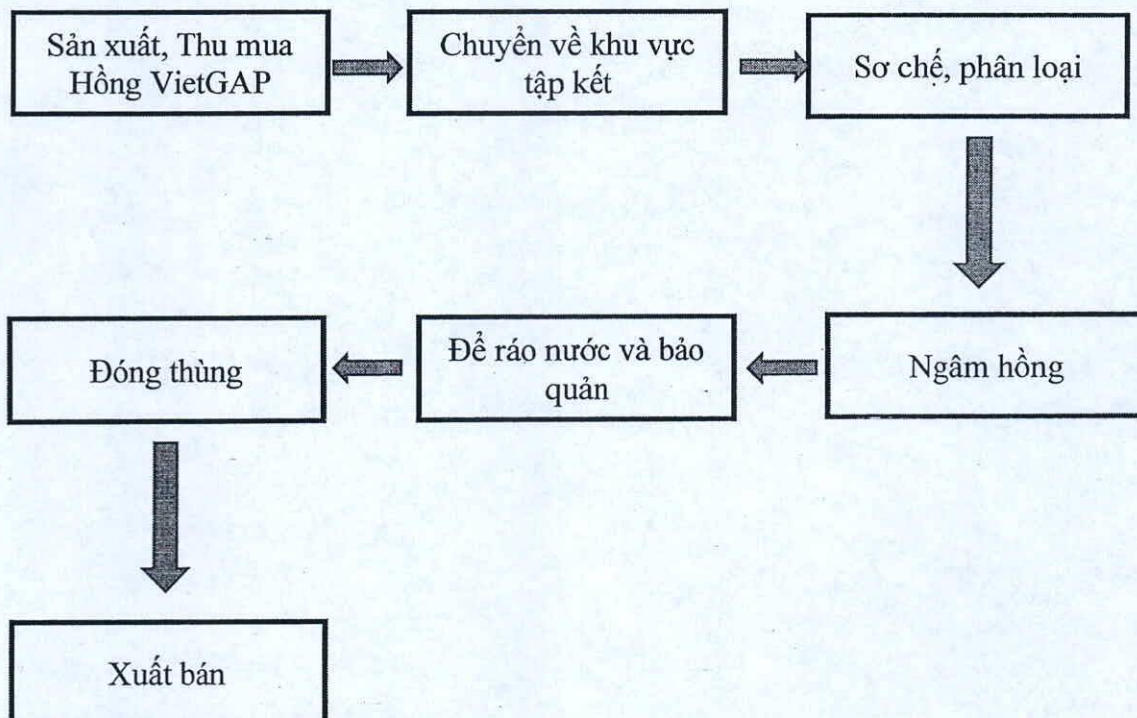 Sản xuất, Thu mua
Hồng VietGAP
Chuyển về khu vực
tập kết
Sơ chế, phân loại
Ngâm hồng
Để ráo nước và bảo
quản
Đóng thùng
Xuất bán